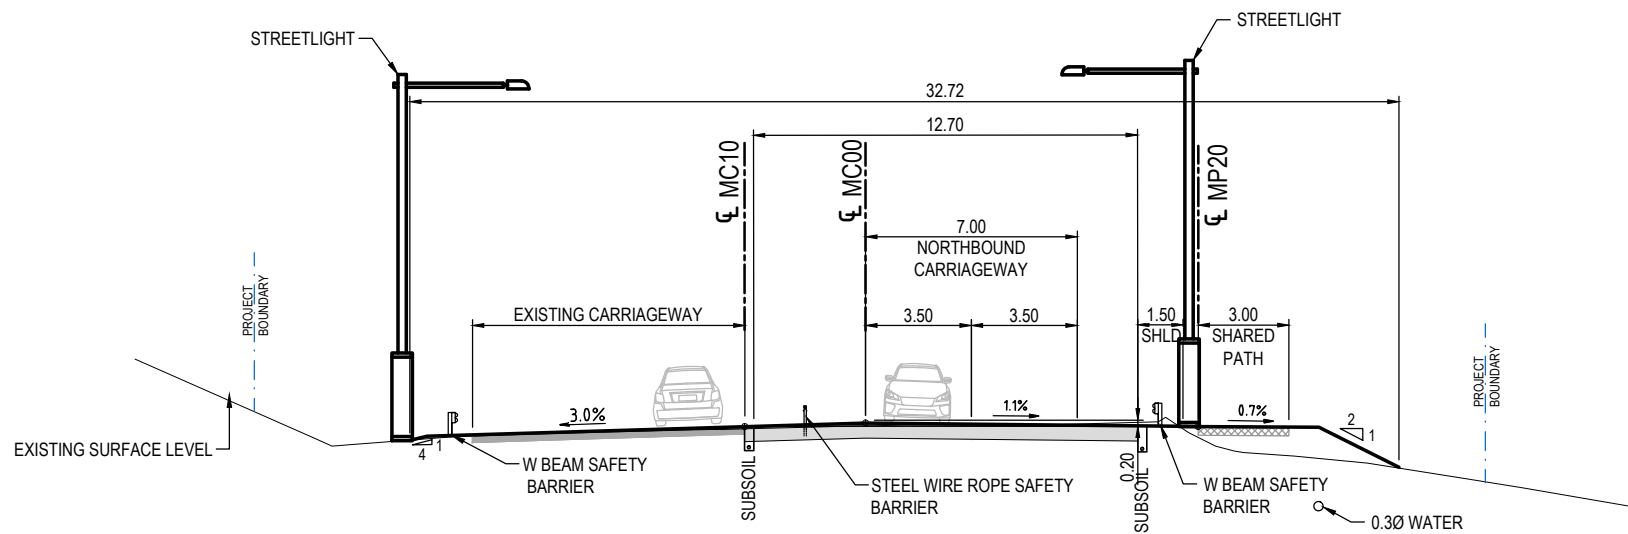 STREETLIGHT
STREETLIGHT
32.72
12.70
℄ MC10
℄ MC00
℄ MP20
7.00
NORTHBOUND
CARRIAGEWAY
PROJECT
BOUNDARY
EXISTING CARRIAGEWAY
3.50
3.50
1.50
SHLD
3.00
SHARED
PATH
PROJECT
BOUNDARY
3.0%
1.1%
0.7%
2
1
EXISTING SURFACE LEVEL
1
4
W BEAM SAFETY
BARRIER
SUBSOIL
STEEL WIRE ROPE SAFETY
BARRIER
0.20
SUBSOIL
W BEAM SAFETY
BARRIER
0.3Ø WATER